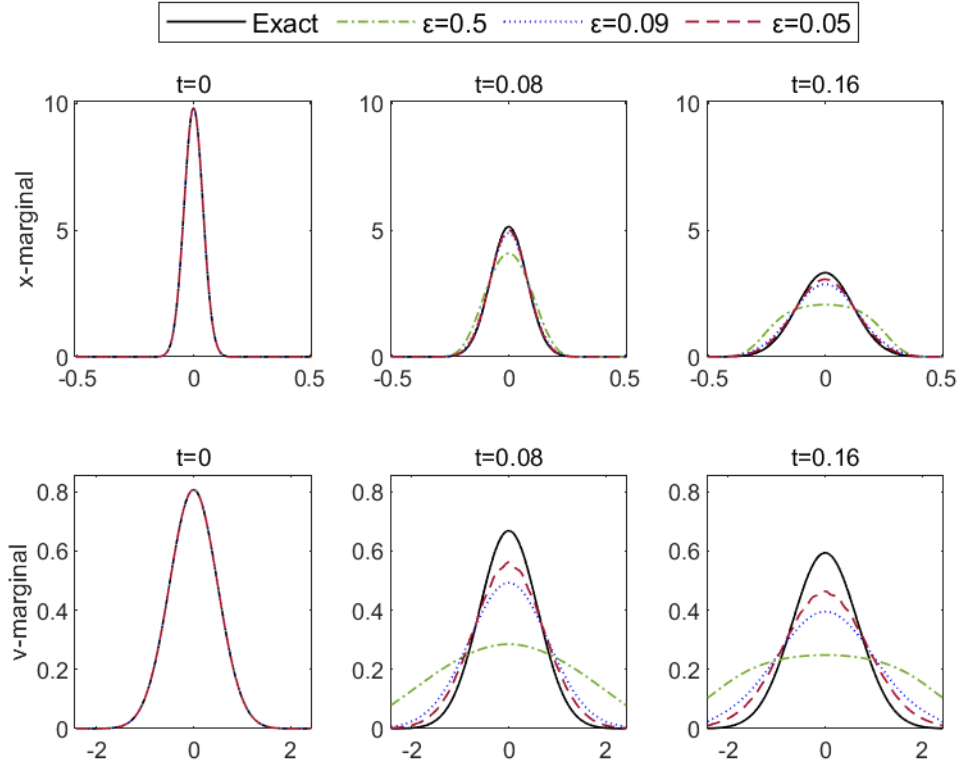 Exact ε=0.5 ε=0.09 ε=0.05
t=0 t=0.08 t=0.16
x-marginal
10 10 10
5 5 5
0 0 0
-0.5 0 0.5 -0.5 0 0.5 -0.5 0 0.5
t=0 t=0.08 t=0.16
v-marginal
0.8 0.8 0.8
0.6 0.6 0.6
0.4 0.4 0.4
0.2 0.2 0.2
0 0 0
-2 0 2 -2 0 2 -2 0 2